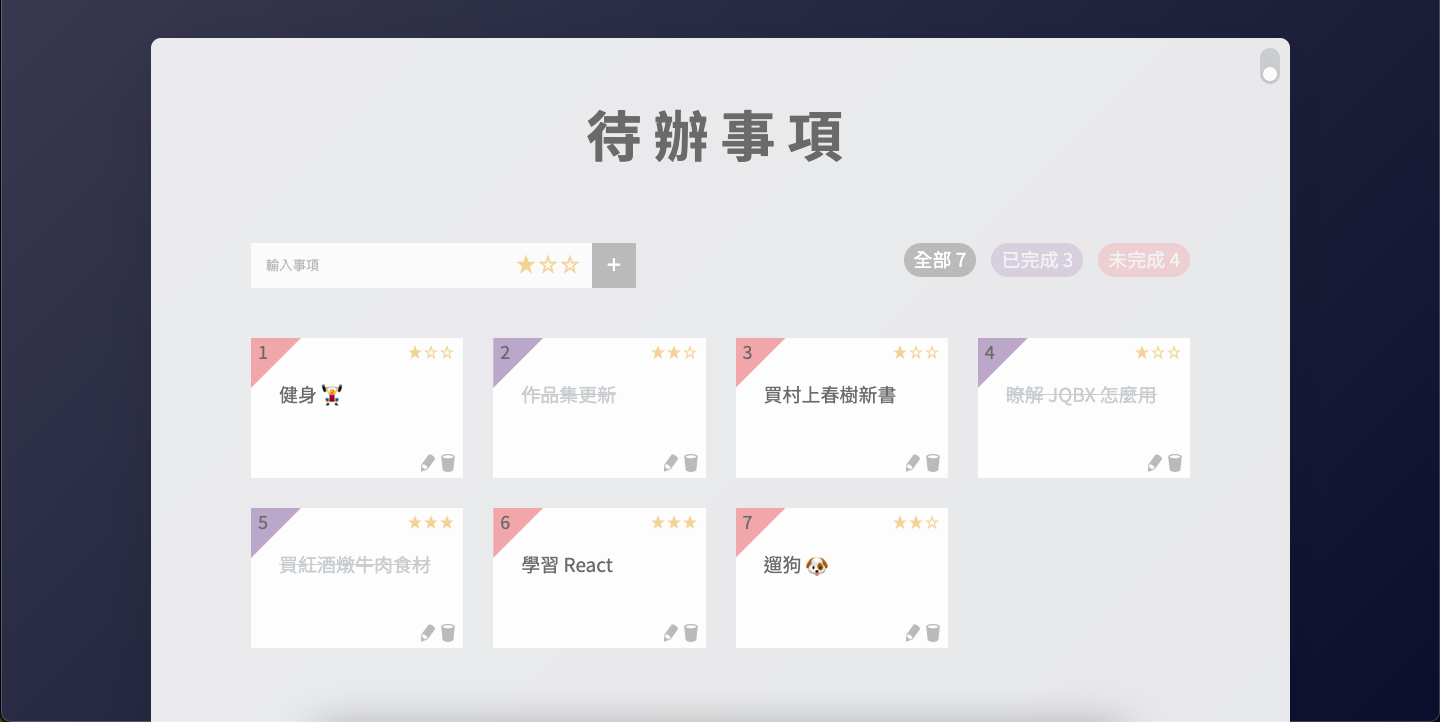 待辦事項
輸入事項 ★☆☆ +
全部 7 已完成 3 未完成 4
1 ★☆☆
健身 🏋️
2 ★★☆
作品集更新
3 ★☆☆
買村上春樹新書
4 ★☆☆
瞭解 JQBX 怎麼用
5 ★★★
買紅酒燉牛肉食材
6 ★★★
學習 React
7 ★★☆
遛狗 🐶